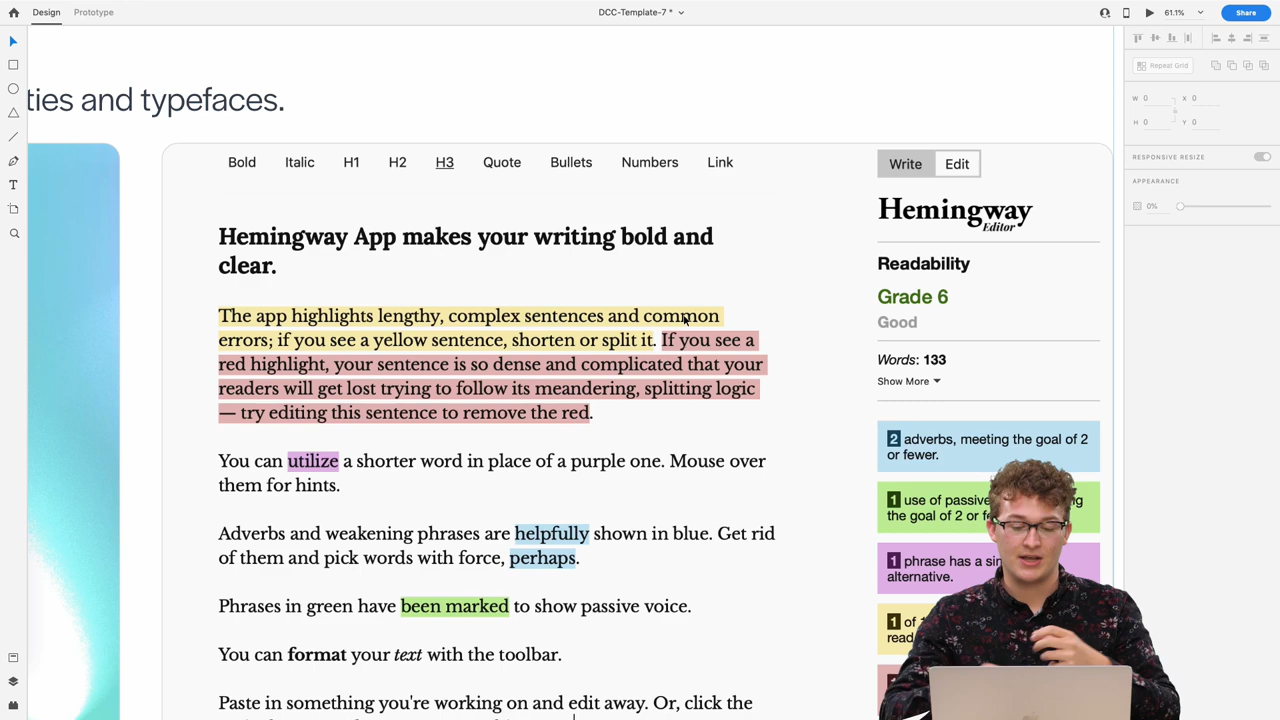 Design
Prototype
DCC-Template-7 *
61.1%
Share
ties and typefaces.
Bold Italic H1 H2 H3 Quote Bullets Numbers Link
Hemingway App makes your writing bold and
clear.
The app highlights lengthy, complex sentences and common
errors; if you see a yellow sentence, shorten or split it. If you see a
red highlight, your sentence is so dense and complicated that your
readers will get lost trying to follow its meandering, splitting logic
— try editing this sentence to remove the red.
You can utilize a shorter word in place of a purple one. Mouse over
them for hints.
Adverbs and weakening phrases are helpfully shown in blue. Get rid
of them and pick words with force, perhaps.
Phrases in green have been marked to show passive voice.
You can format your text with the toolbar.
Paste in something you're working on and edit away. Or, click the
Write Edit
Hemingway
Editor
Readability
Grade 6
Good
Words: 133
Show More
2 adverbs, meeting the goal of 2
or fewer.
1 use of passive
the goal of 2 or
1 phrase has a
alternative.
1 of
Repeat Grid
W 0 X 0
H 0 Y 0
RESPONSIVE RESIZE
APPEARANCE
0%